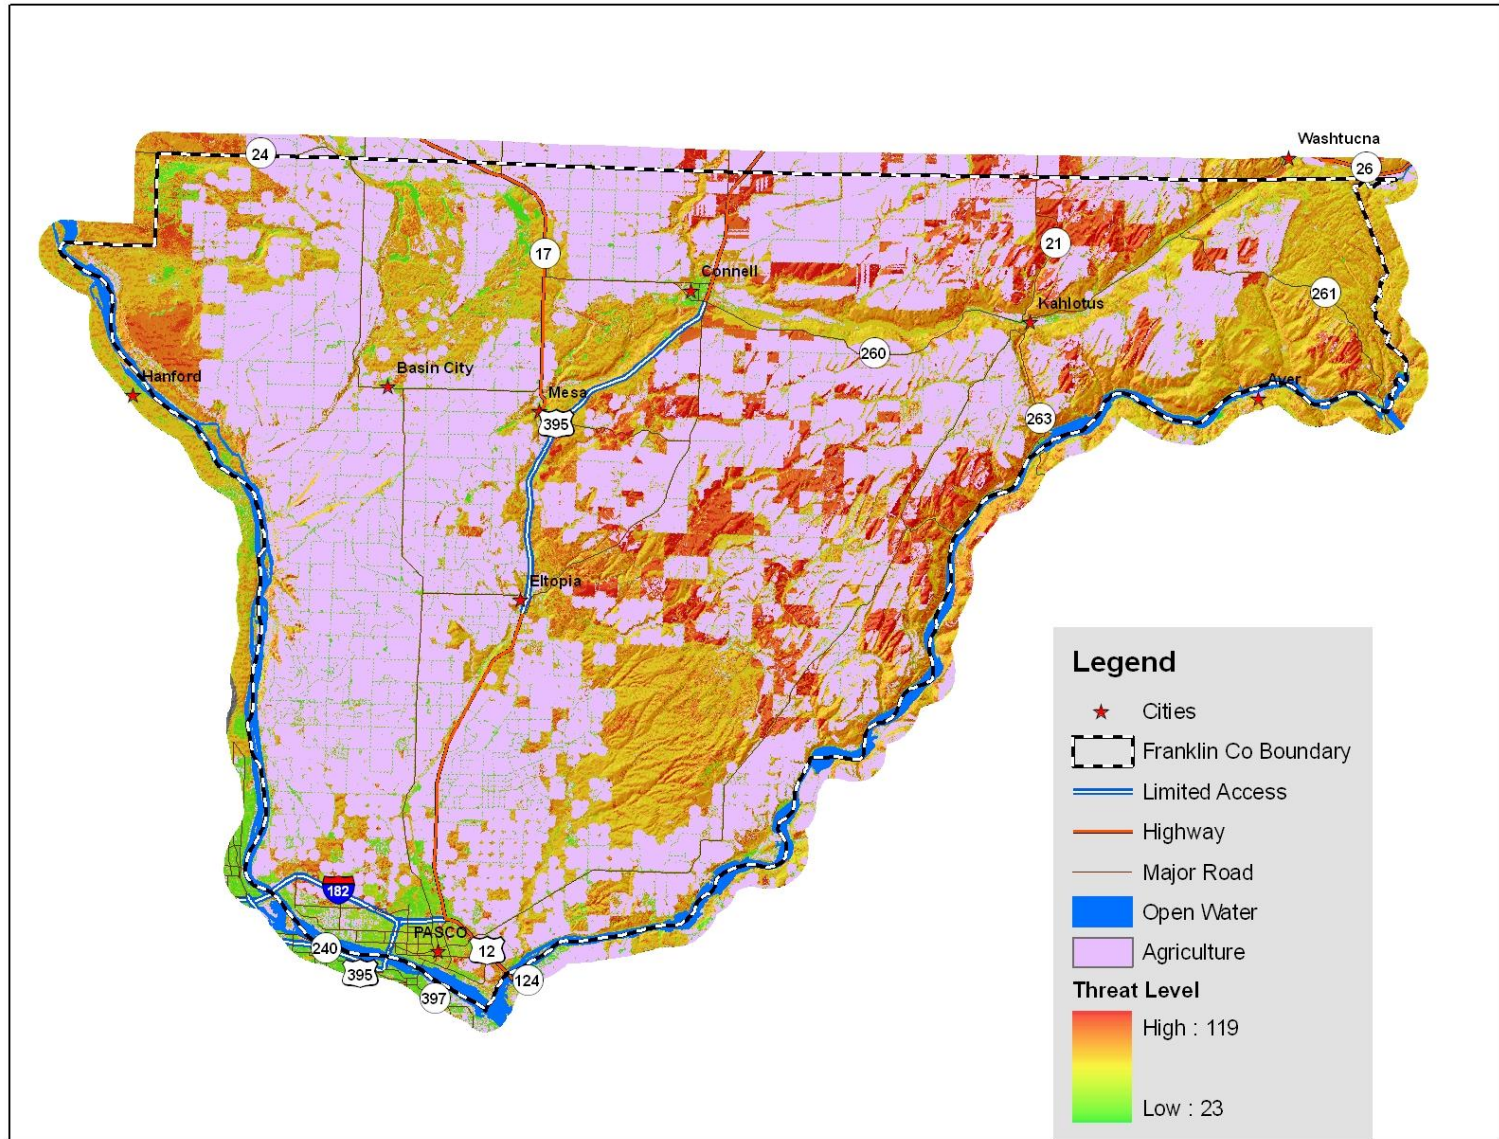 Washtucna
24
26
17
21
Connell
261
Kahlotus
260
Hanford
Basin City
Ayer
Mesa
263
395
Eltopia
182
PASCO
240
12
395
124
397
Legend
Cities
Franklin Co Boundary
Limited Access
Highway
Major Road
Open Water
Agriculture
Threat Level
High : 119
Low : 23